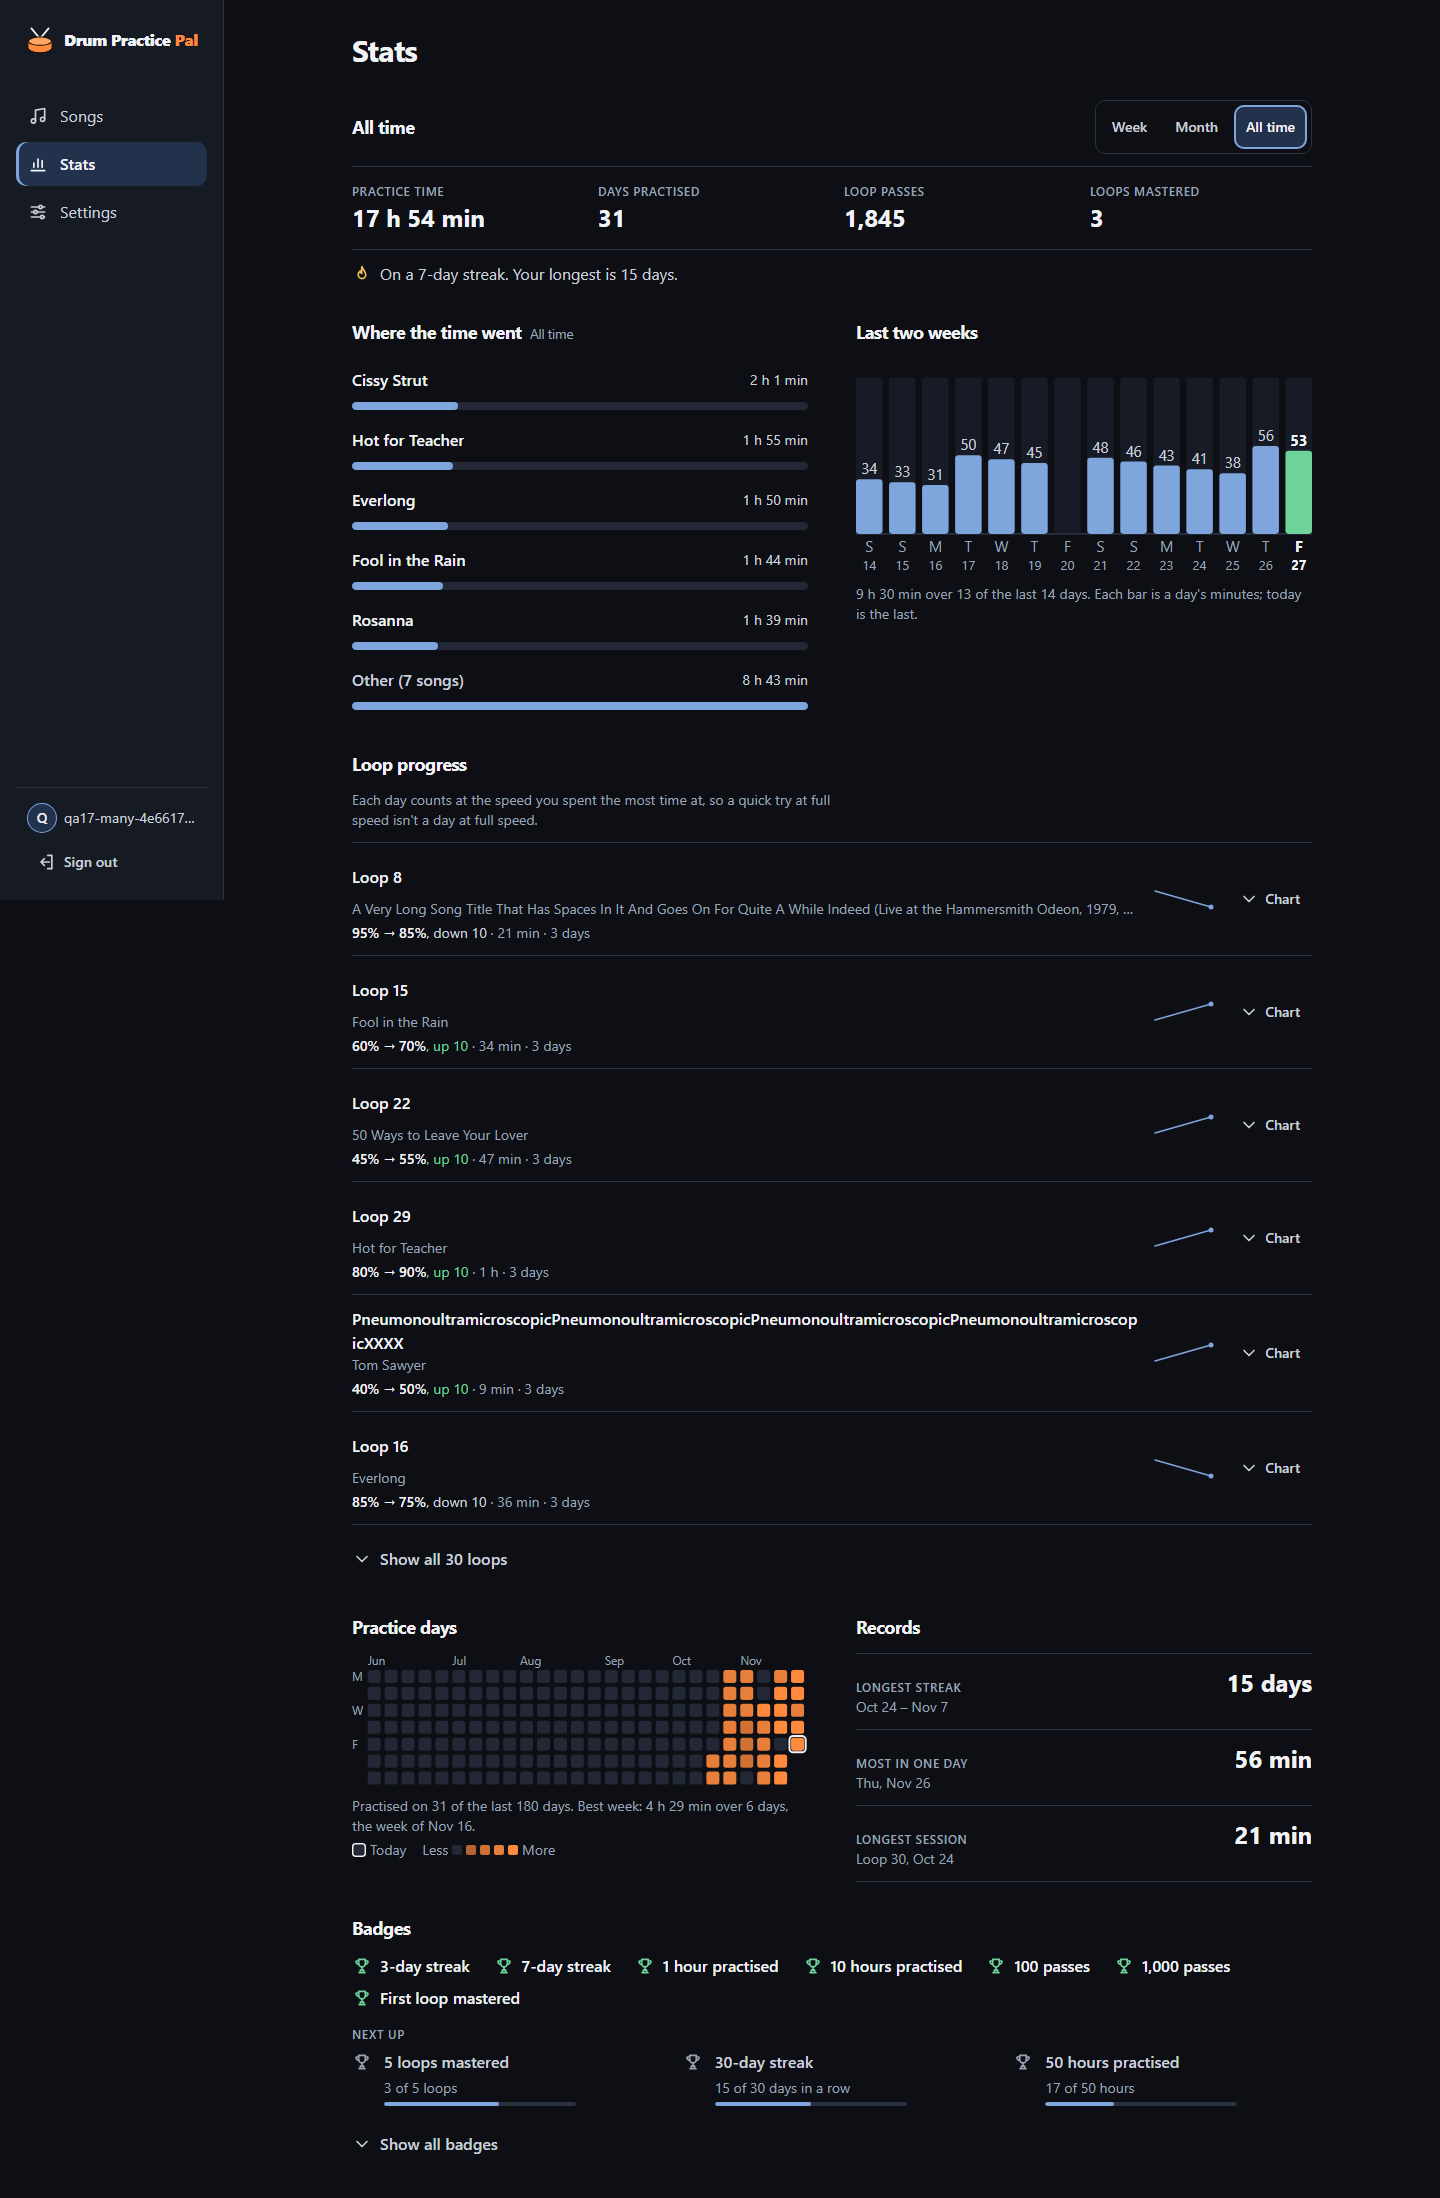 Drum Practice Pal
Songs
Stats
Settings
qa17-many-4e6617...
Sign out
Stats
All time
Week
Month
All time
PRACTICE TIME
17 h 54 min
DAYS PRACTISED
31
LOOP PASSES
1,845
LOOPS MASTERED
3
On a 7-day streak. Your longest is 15 days.
Where the time went All time
Cissy Strut 2 h 1 min
Hot for Teacher 1 h 55 min
Everlong 1 h 50 min
Fool in the Rain 1 h 44 min
Rosanna 1 h 39 min
Other (7 songs) 8 h 43 min
Last two weeks
34 33 31 50 47 45 48 46 43 41 38 56 53
S S M T W T F S S M T W T F
14 15 16 17 18 19 20 21 22 23 24 25 26 27
9 h 30 min over 13 of the last 14 days. Each bar is a day's minutes; today
is the last.
Loop progress
Each day counts at the speed you spent the most time at, so a quick try at full
speed isn't a day at full speed.
Loop 8
A Very Long Song Title That Has Spaces In It And Goes On For Quite A While Indeed (Live at the Hammersmith Odeon, 1979, ...
95% → 85%, down 10 · 21 min · 3 days
Chart
Loop 15
Fool in the Rain
60% → 70%, up 10 · 34 min · 3 days
Chart
Loop 22
50 Ways to Leave Your Lover
45% → 55%, up 10 · 47 min · 3 days
Chart
Loop 29
Hot for Teacher
80% → 90%, up 10 · 1 h · 3 days
Chart
PneumonoultramicroscopicPneumonoultramicroscopicPneumonoultramicroscopicPneumonoultramicroscop
icXXXX
Tom Sawyer
40% → 50%, up 10 · 9 min · 3 days
Chart
Loop 16
Everlong
85% → 75%, down 10 · 36 min · 3 days
Chart
Show all 30 loops
Practice days
Jun Jul Aug Sep Oct Nov
M
W
F
Practised on 31 of the last 180 days. Best week: 4 h 29 min over 6 days,
the week of Nov 16.
Today Less More
Records
LONGEST STREAK
Oct 24 – Nov 7
15 days
MOST IN ONE DAY
Thu, Nov 26
56 min
LONGEST SESSION
Loop 30, Oct 24
21 min
Badges
3-day streak
7-day streak
1 hour practised
10 hours practised
100 passes
1,000 passes
First loop mastered
NEXT UP
5 loops mastered
3 of 5 loops
30-day streak
15 of 30 days in a row
50 hours practised
17 of 50 hours
Show all badges